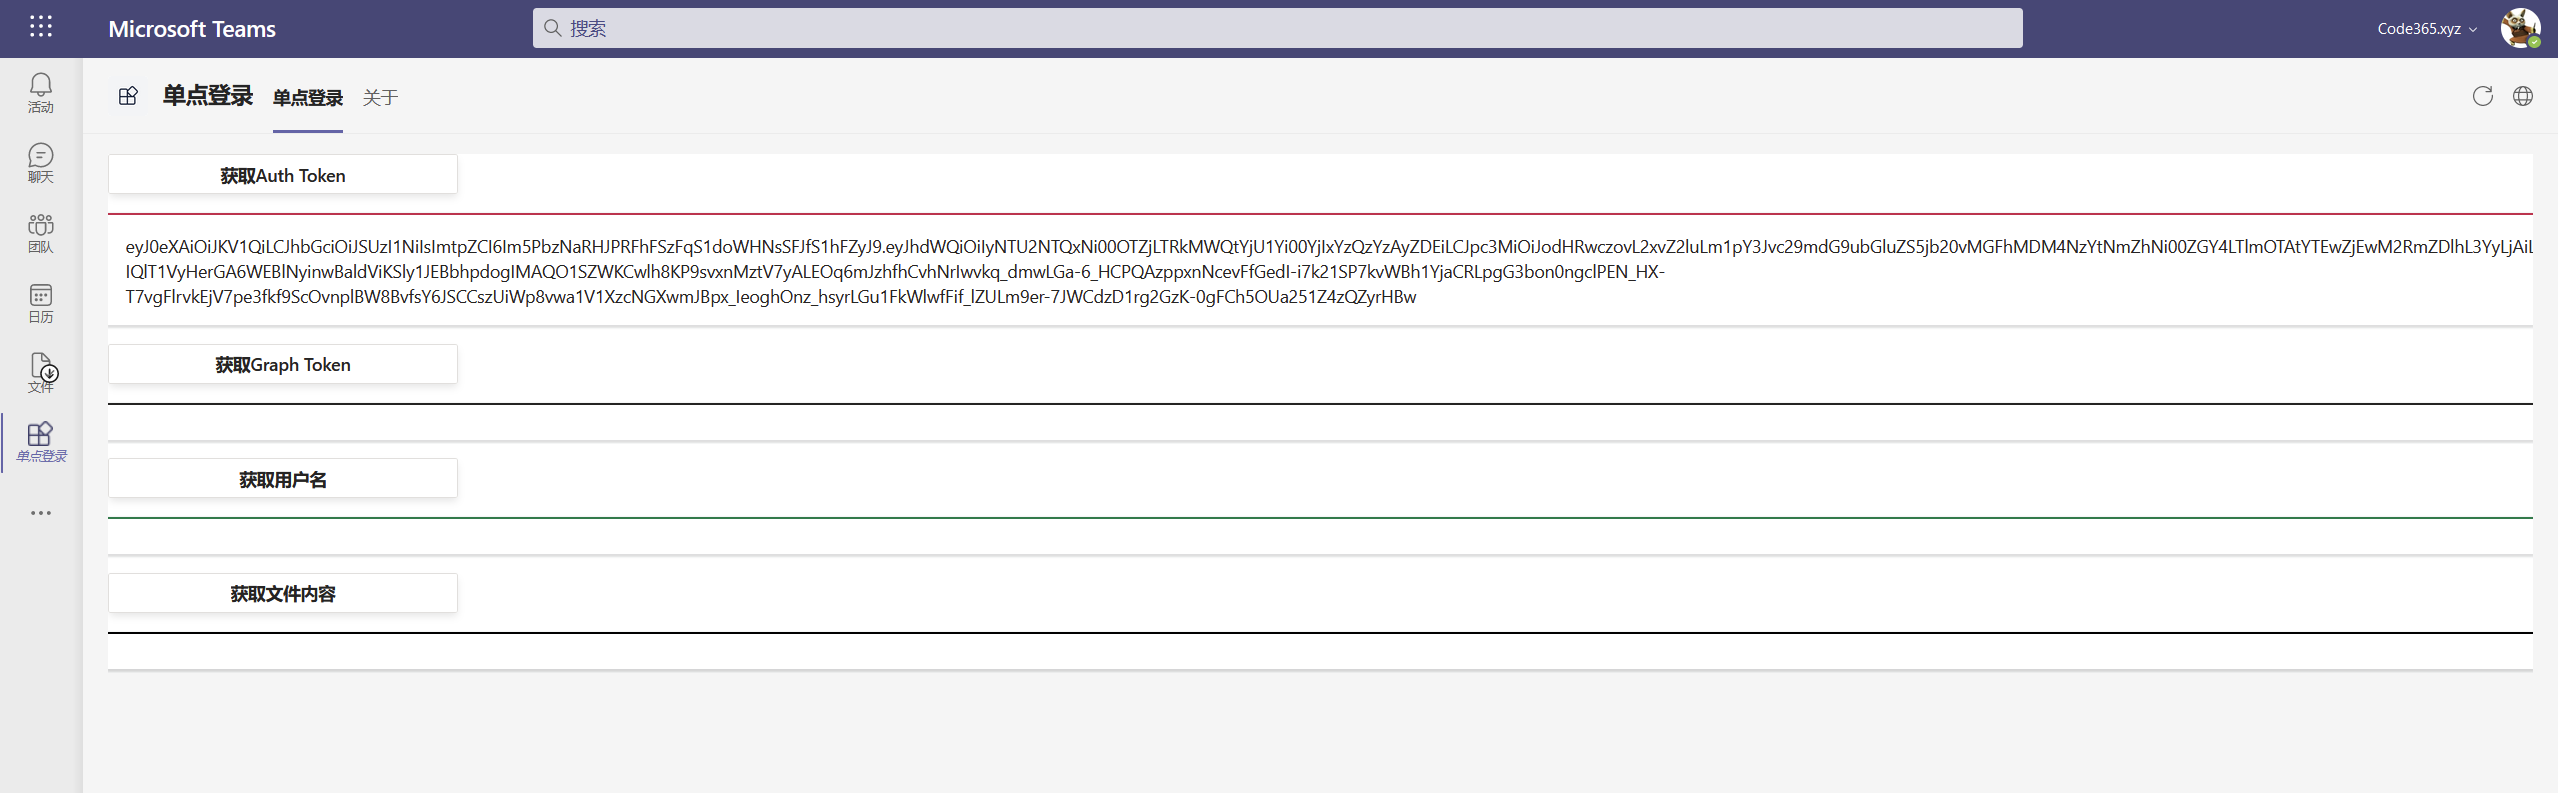 Microsoft Teams
搜索
Code365.xyz
活动
聊天
团队
日历
文件
单点登录
单点登录
单点登录
关于
获取Auth Token
eyJ0eXAiOiJKV1QiLCJhbGciOiJSUzI1NiIsImtpZCI6Im5PbzNaRHJPRFhFSzFqS1doWHNsSFJfS1hFZyJ9.eyJhdWQiOiIyNTU2NTQxNi00OTZjLTRkMWQtYjU1Yi00YjIxYzQzYzAyZDEiLCJpc3MiOiJodHRwczovL2xvZ2luLm1pY3Jvc29mdG9ubGluZS5jb20vMGFhMDM4NzYtNmZhNi00ZGY4LTlmOTAtYTEwZjEwM2RmZDlhL3YyLjAiL
IQlT1VyHerGA6WEBlNyinwBaldViKSly1JEBbhpdogIMAQO1SZWKCwlh8KP9svxnMztV7yALEOq6mJzhfhCvhNrIwvkq_dmwLGa-6_HCPQAzppxnNcevFfGedI-i7k21SP7kvWBh1YjaCRLpgG3bon0ngclPEN_HX-
T7vgFlrvkEjV7pe3fkf9ScOvnplBW8BvfsY6JSCCszUiWp8vwa1V1XzcNGXwmJBpx_IeoghOnz_hsyrLGu1FkWlwfFif_lZULm9er-7JWCdzD1rg2GzK-0gFCh5OUa251Z4zQZyrHBw
获取Graph Token
获取用户名
获取文件内容